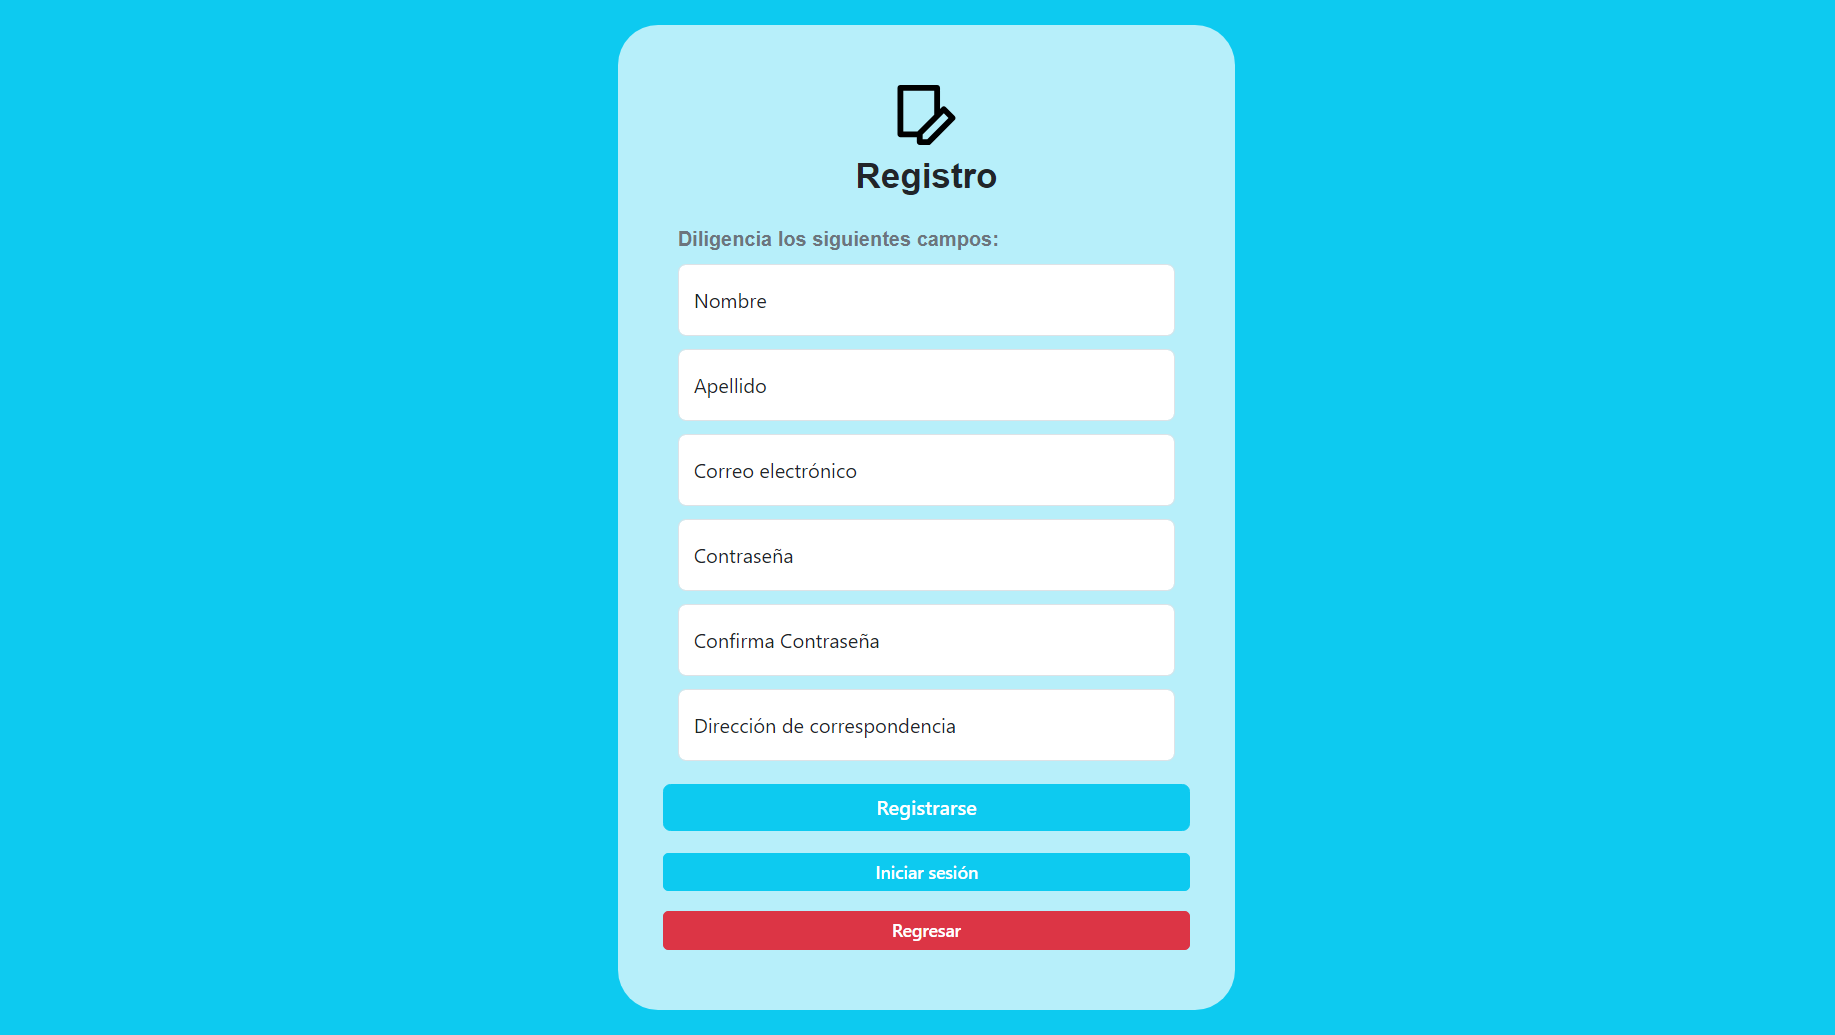 Registro
Diligencia los siguientes campos:
Nombre
Apellido
Correo electrónico
Contraseña
Confirma Contraseña
Dirección de correspondencia
Registrarse
Iniciar sesión
Regresar